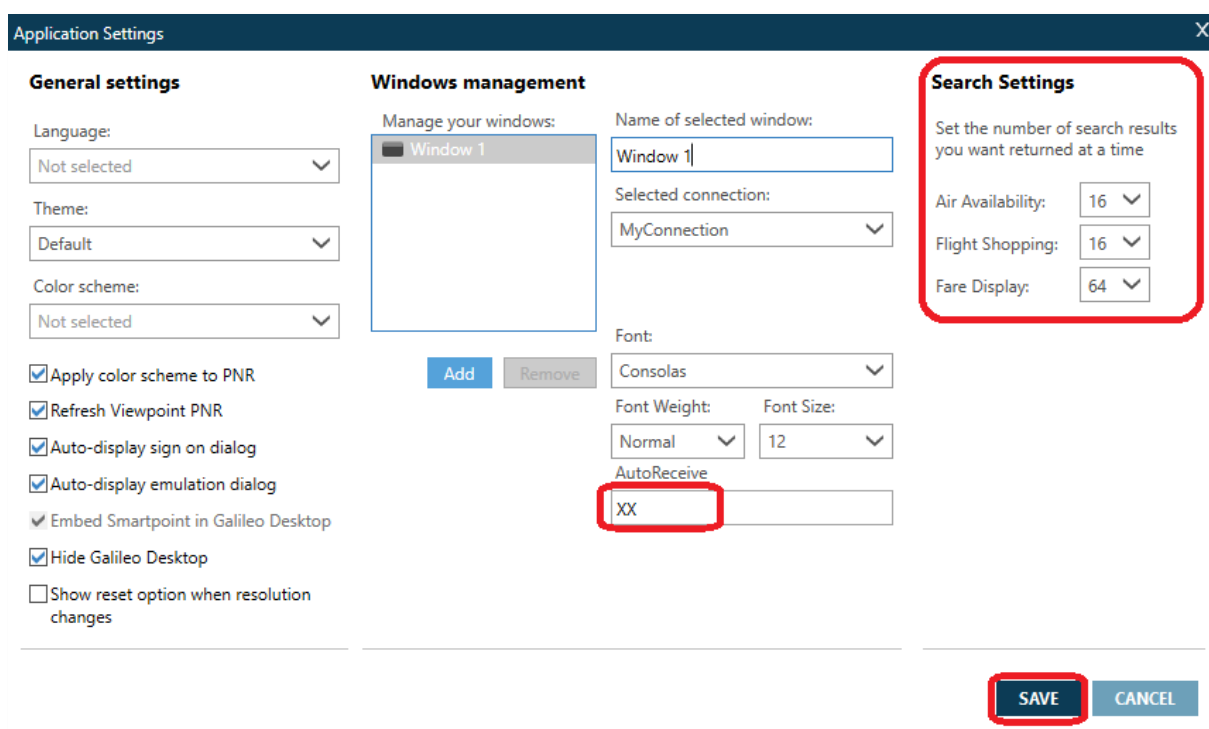 Application Settings
X
General settings
Language:
Not selected
Theme:
Default
Color scheme:
Not selected
Apply color scheme to PNR
Refresh Viewpoint PNR
Auto-display sign on dialog
Auto-display emulation dialog
Embed Smartpoint in Galileo Desktop
Hide Galileo Desktop
Show reset option when resolution
changes
Windows management
Manage your windows:
Window 1
Add
Remove
Name of selected window:
Window 1
Selected connection:
MyConnection
Font:
Consolas
Font Weight:
Font Size:
Normal
12
AutoReceive
XX
Search Settings
Set the number of search results
you want returned at a time
Air Availability:
16
Flight Shopping:
16
Fare Display:
64
SAVE
CANCEL